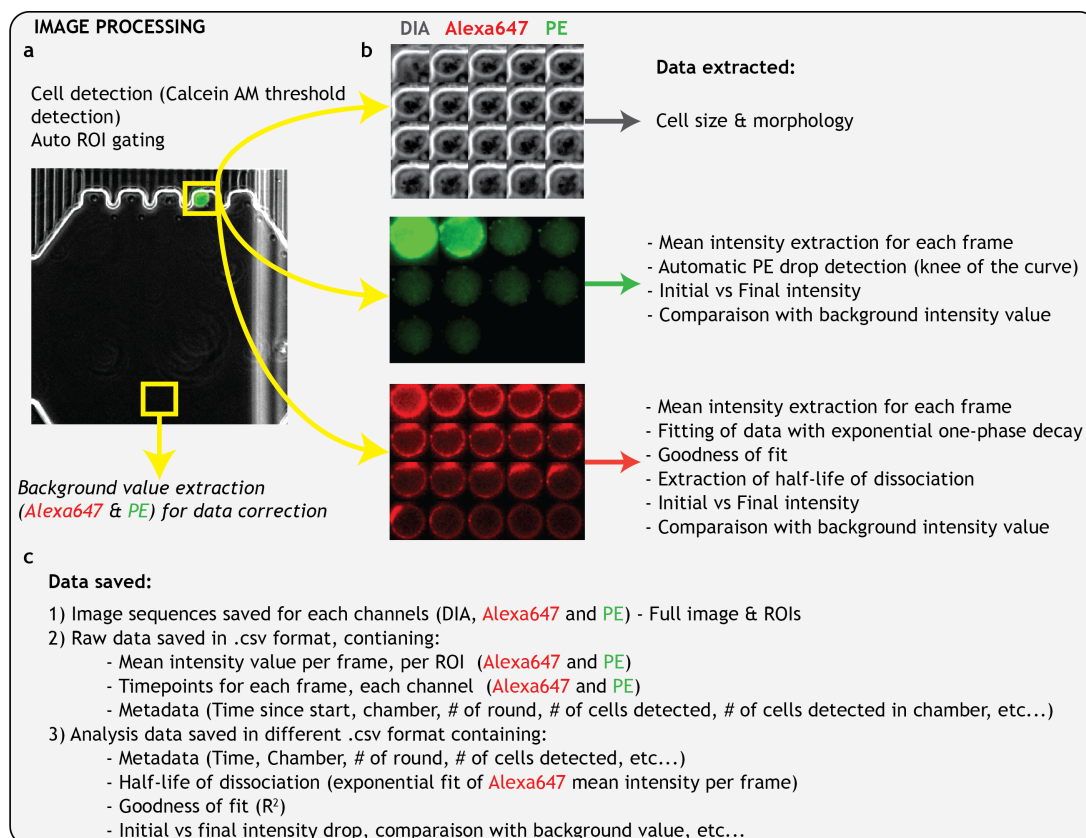 IMAGE PROCESSING
a
Cell detection (Calcein AM threshold
detection)
Auto ROI gating
Background value extraction
(Alexa647 & PE) for data correction
b
DIA Alexa647 PE
Data extracted:
Cell size & morphology
- Mean intensity extraction for each frame
- Automatic PE drop detection (knee of the curve)
- Initial vs Final intensity
- Comparaison with background intensity value
- Mean intensity extraction for each frame
- Fitting of data with exponential one-phase decay
- Goodness of fit
- Extraction of half-life of dissociation
- Initial vs Final intensity
- Comparaison with background intensity value
c
Data saved:
1) Image sequences saved for each channels (DIA, Alexa647 and PE) - Full image & ROIs
2) Raw data saved in .csv format, contianing:
- Mean intensity value per frame, per ROI (Alexa647 and PE)
- Timepoints for each frame, each channel (Alexa647 and PE)
- Metadata (Time since start, chamber, # of round, # of cells detected, # of cells detected in chamber, etc...)
3) Analysis data saved in different .csv format containing:
- Metadata (Time, Chamber, # of round, # of cells detected, etc...)
- Half-life of dissociation (exponential fit of Alexa647 mean intensity per frame)
- Goodness of fit (R²)
- Initial vs final intensity drop, comparaison with background value, etc...